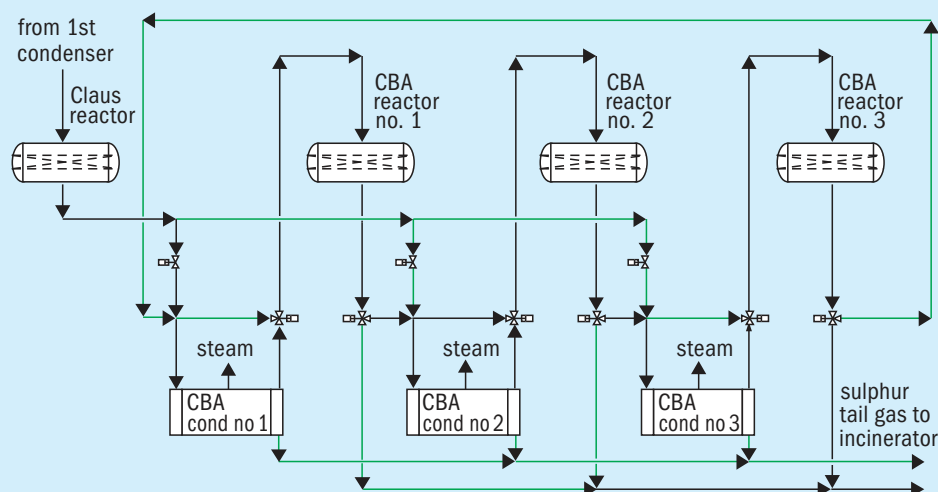 from 1st
condenser
Claus
reactor
CBA
reactor
no. 1
CBA
reactor
no. 2
CBA
reactor
no. 3
steam
steam
steam
CBA
cond no 1
CBA
cond no 2
CBA
cond no 3
sulphur
tail gas to
incinerator